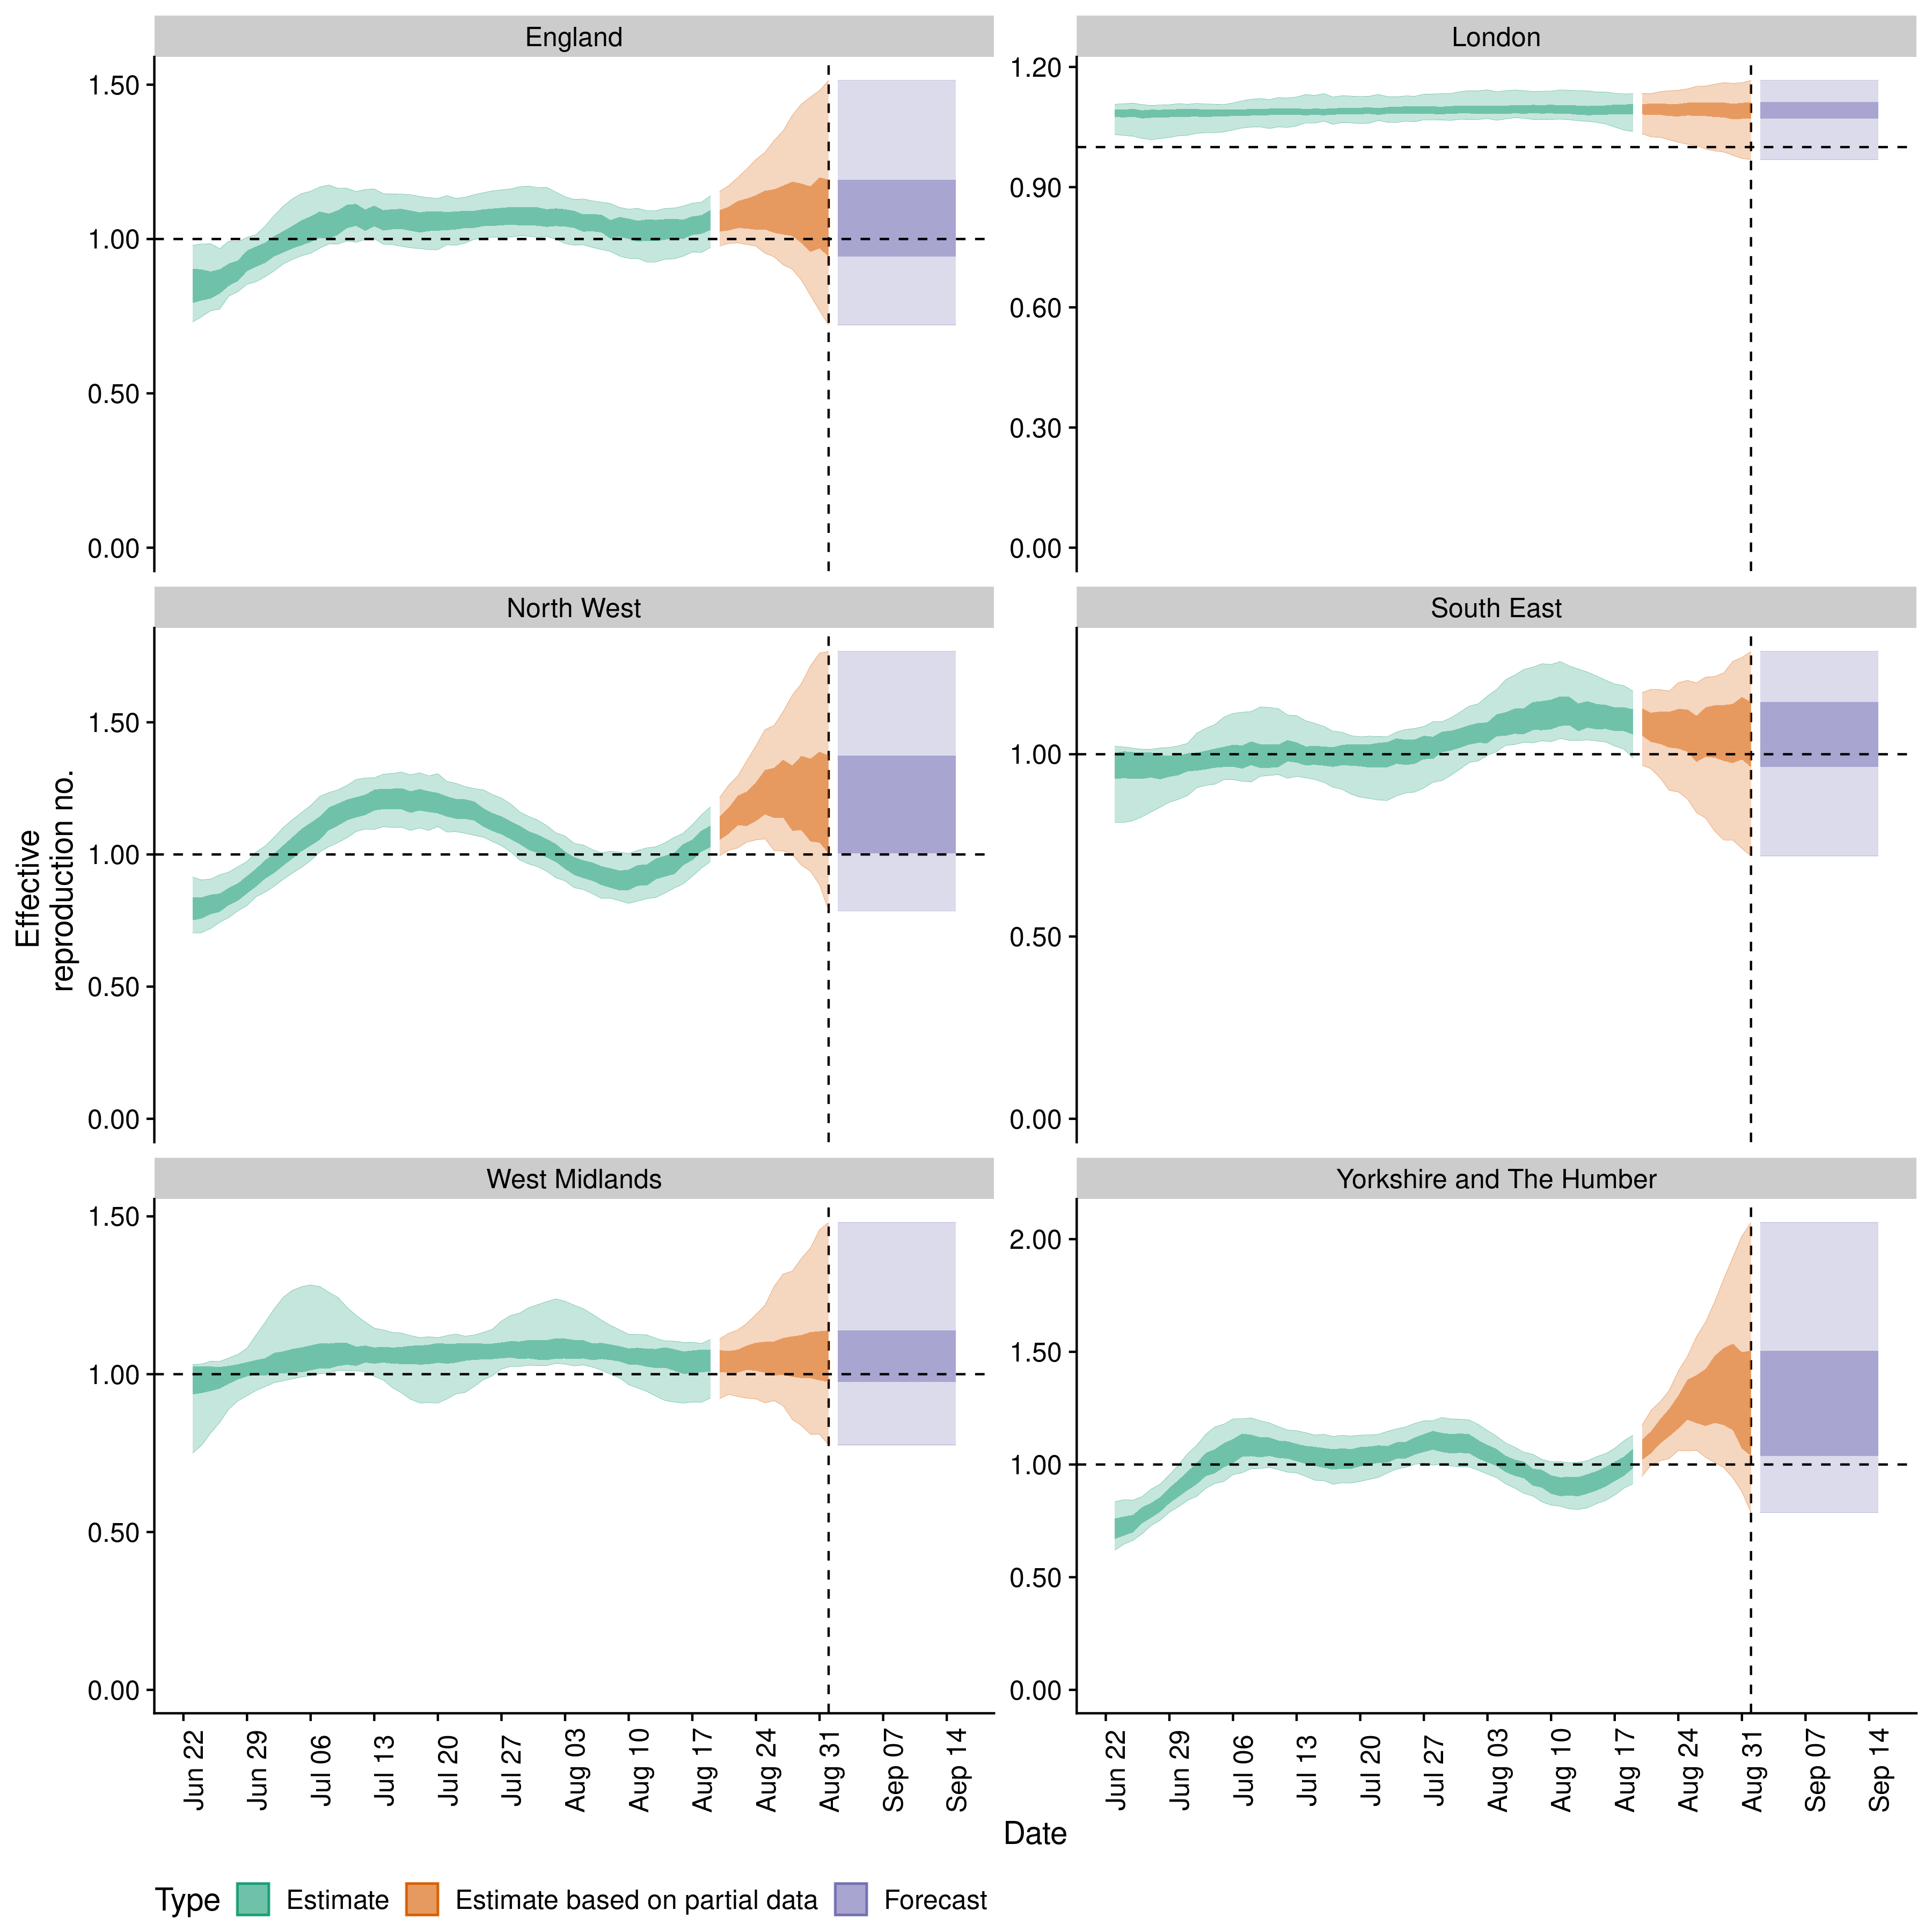 England
London
1.50
1.00
0.50
0.00
1.20
0.90
0.60
0.30
0.00
North West
South East
1.50
1.00
0.50
0.00
1.00
0.50
0.00
West Midlands
Yorkshire and The Humber
1.50
1.00
0.50
0.00
2.00
1.50
1.00
0.50
0.00
Effective
reproduction no.
Jun 22
Jun 29
Jul 06
Jul 13
Jul 20
Jul 27
Aug 03
Aug 10
Aug 17
Aug 24
Aug 31
Sep 07
Sep 14
Jun 22
Jun 29
Jul 06
Jul 13
Jul 20
Jul 27
Aug 03
Aug 10
Aug 17
Aug 24
Aug 31
Sep 07
Sep 14
Date
Type Estimate Estimate based on partial data Forecast